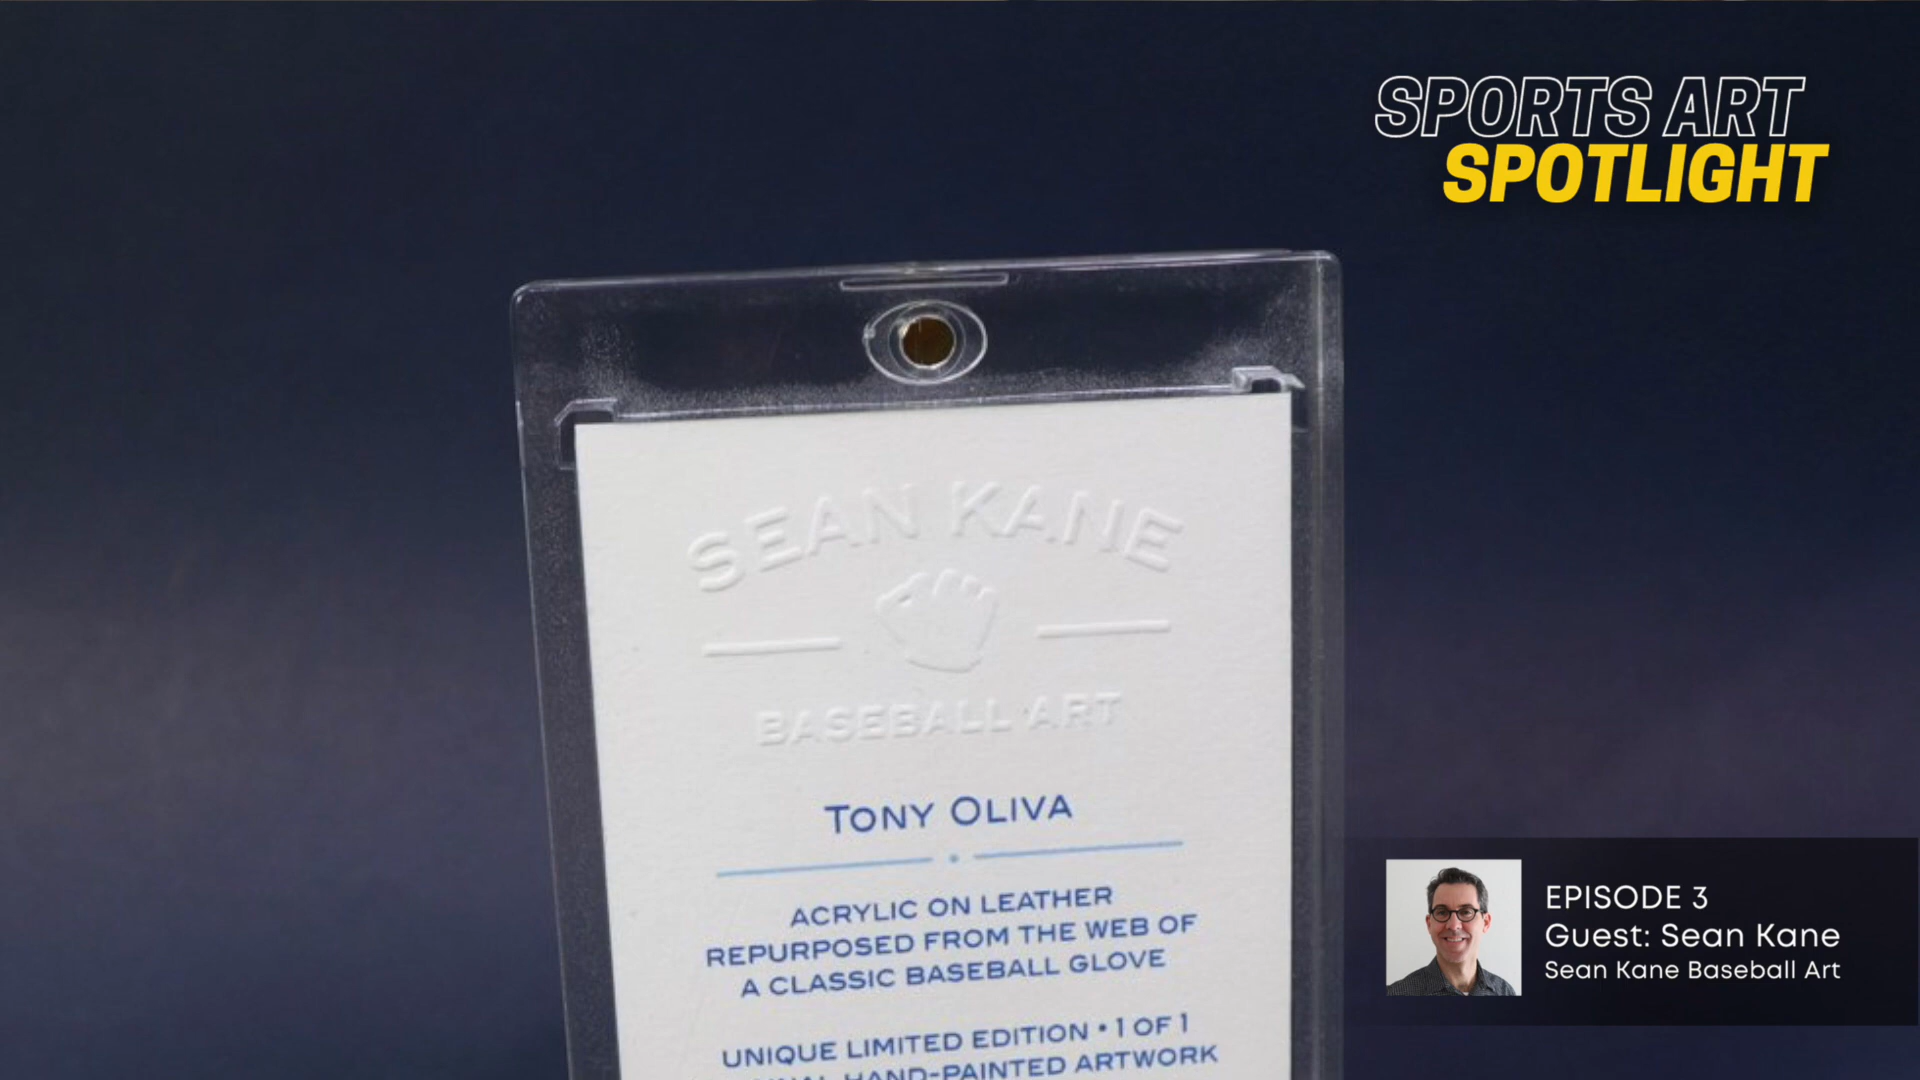 SPORTS ART
SPOTLIGHT
SEAN KANE
BASEBALL ART
TONY OLIVA
ACRYLIC ON LEATHER
REPURPOSED FROM THE WEB OF
A CLASSIC BASEBALL GLOVE
UNIQUE LIMITED EDITION • 1 OF 1
HAND-PAINTED ARTWORK
EPISODE 3
Guest: Sean Kane
Sean Kane Baseball Art